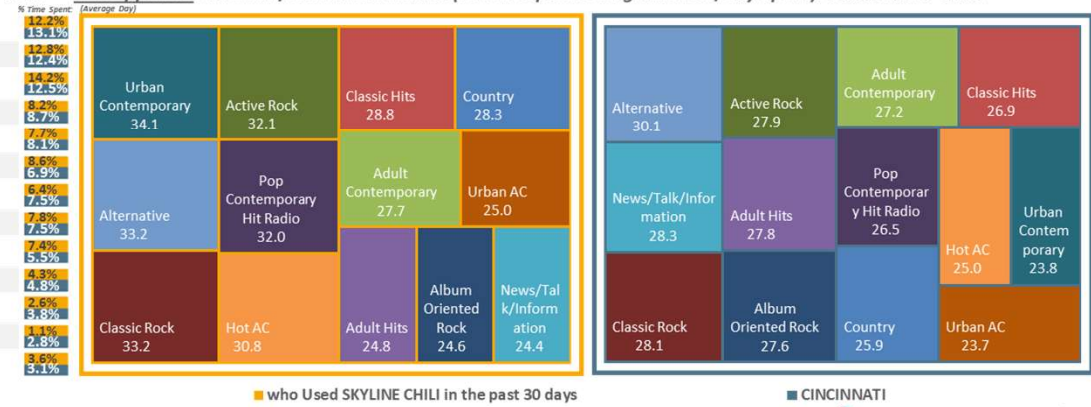 % Time Spent: (Average Day)
12.2%
13.1%
12.8%
12.4%
14.2%
12.5%
8.2%
8.7%
7.7%
8.1%
8.6%
6.9%
6.4%
7.5%
7.8%
7.5%
7.4%
5.5%
4.3%
4.8%
2.6%
3.8%
1.1%
2.8%
3.6%
3.1%
Urban
Contemporary
34.1
Active Rock
32.1
Classic Hits
28.8
Country
28.3
Alternative
33.2
Pop
Contemporary
Hit Radio
32.0
Adult
Contemporary
27.7
Urban AC
25.0
Classic Rock
33.2
Hot AC
30.8
Adult Hits
24.8
Album
Oriented
Rock
24.6
News/Tal
k/Inform
ation
24.4
Alternative
30.1
Active Rock
27.9
Adult
Contemporary
27.2
Classic Hits
26.9
News/Talk/Infor
mation
28.3
Adult Hits
27.8
Pop
Contemporar
y Hit Radio
26.5
Hot AC
25.0
Urban
Contem
porary
23.8
Classic Rock
28.1
Album
Oriented Rock
27.6
Country
25.9
Urban AC
23.7
who Used SKYLINE CHILI in the past 30 days
CINCINNATI